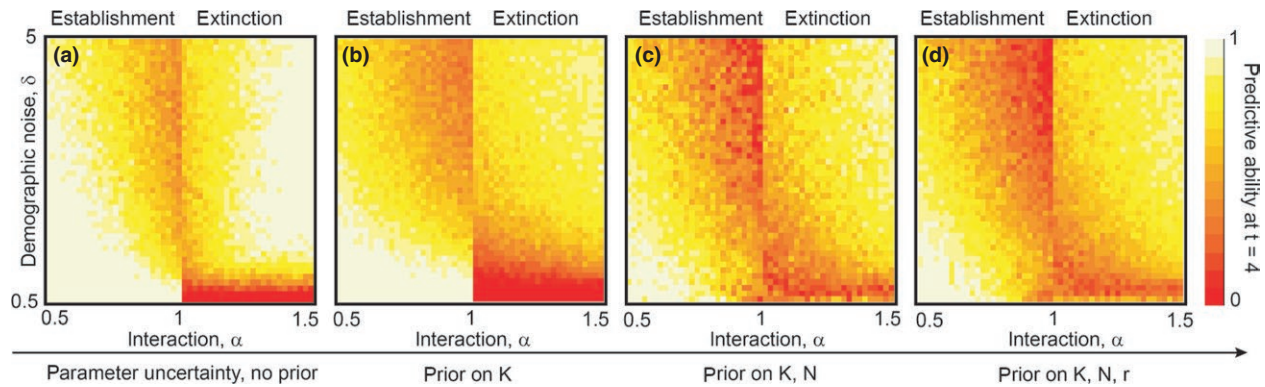 Establishment Extinction Establishment Extinction Establishment Extinction Establishment Extinction
5 (a) (b) (c) (d) 1
Demographic noise, δ
Predictive ability at t = 4
0.5 0
0.5 1 1.5 0.5 1 1.5 0.5 1 1.5 0.5 1 1.5
Interaction, α Interaction, α Interaction, α Interaction, α
Parameter uncertainty, no prior Prior on K Prior on K, N Prior on K, N, r